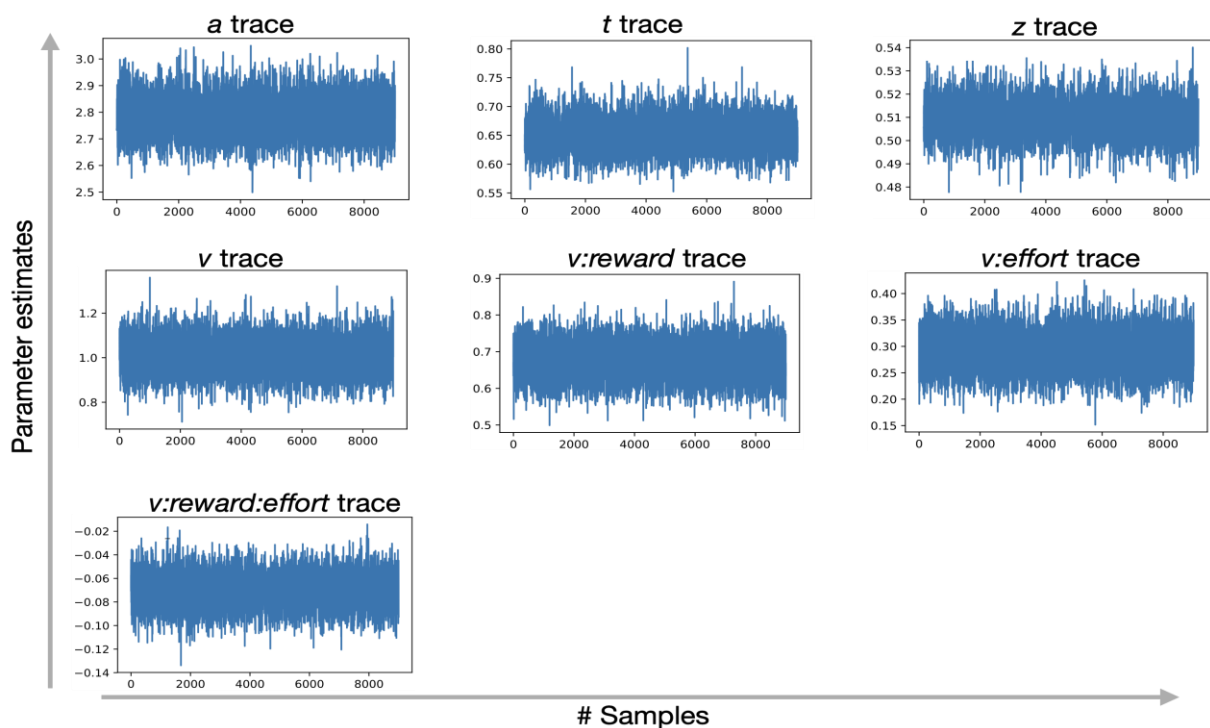 a trace
t trace
z trace
3.0
2.9
2.8
2.7
2.6
2.5
0 2000 4000 6000 8000
0.80
0.75
0.70
0.65
0.60
0.55
0 2000 4000 6000 8000
0.54
0.53
0.52
0.51
0.50
0.49
0.48
0 2000 4000 6000 8000
Parameter estimates
v trace
v:reward trace
v:effort trace
1.2
1.0
0.8
0 2000 4000 6000 8000
0.9
0.8
0.7
0.6
0.5
0 2000 4000 6000 8000
0.40
0.35
0.30
0.25
0.20
0.15
0 2000 4000 6000 8000
v:reward:effort trace
−0.02
−0.04
−0.06
−0.08
−0.10
−0.12
−0.14
0 2000 4000 6000 8000
# Samples